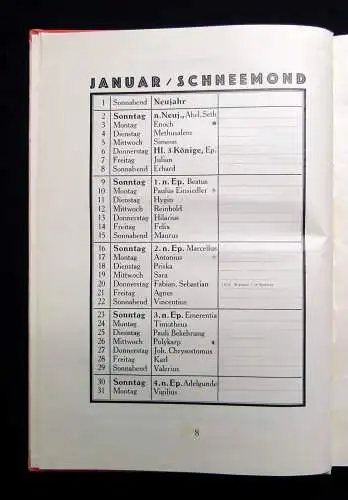 JANUAR / SCHNEEMOND
1 Sonnabend Neujahr
2 Sonntag n. Neuj., Abel, Seth
3 Montag Enoch
4 Dienstag Methusalem
5 Mittwoch Simeon
6 Donnerstag Hl. 3 Könige, Ep.
7 Freitag Julian
8 Sonnabend Erhard
9 Sonntag 1. n. Ep. Beatus
10 Montag Paulus Einsiedler
11 Dienstag Hygin
12 Mittwoch Reinhold
13 Donnerstag Hilarius
14 Freitag Felix
15 Sonnabend Maurus
16 Sonntag 2. n. Ep. Marcellus
17 Montag Antonius
18 Dienstag Priska
19 Mittwoch Sara
20 Donnerstag Fabian, Sebastian
21 Freitag Agnes
22 Sonnabend Vincentius
23 Sonntag 3. n. Ep. Emerentia
24 Montag Timotheus
25 Dienstag Pauli Bekehrung
26 Mittwoch Polykarp
27 Donnerstag Joh. Chrysostomus
28 Freitag Karl
29 Sonnabend Valerius
30 Sonntag 4. n. Ep. Adelgunde
31 Montag Vigilius
8